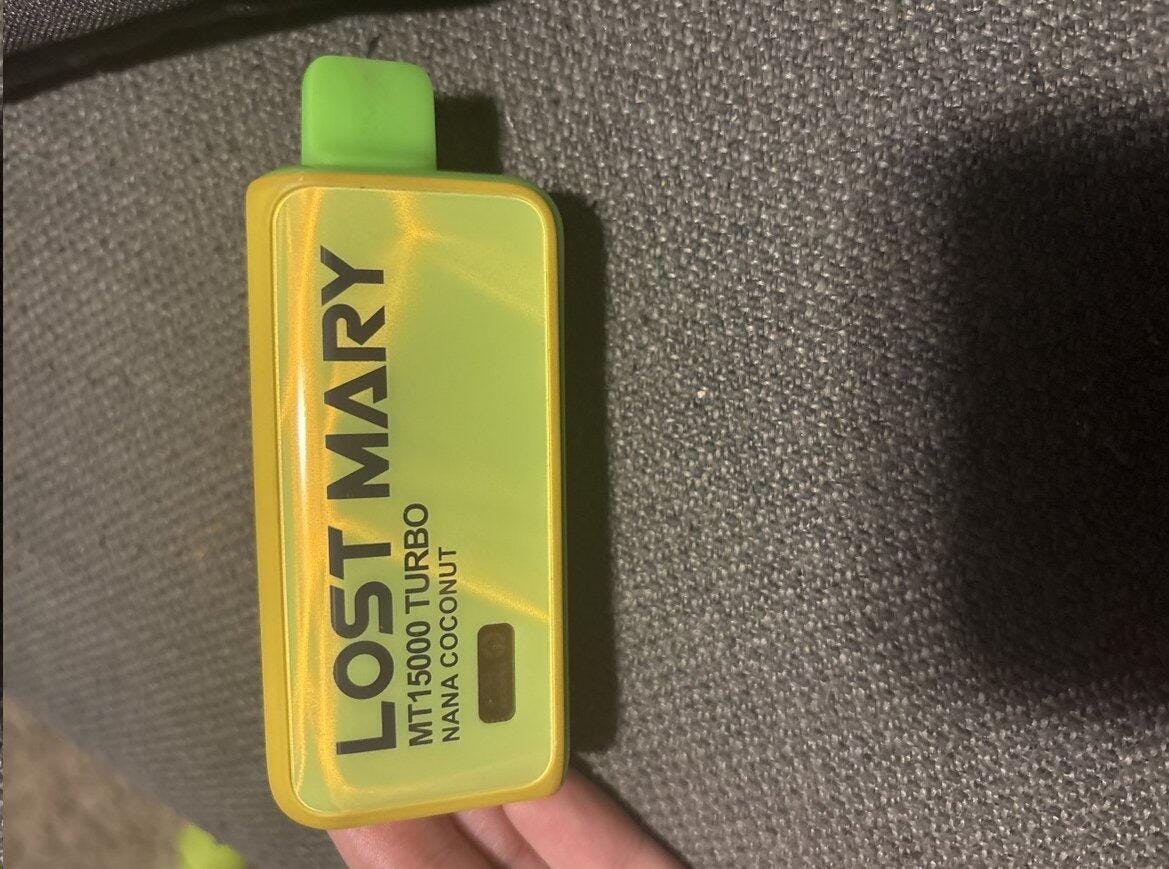 LOST MARY
MT15000 TURBO
NANA COCONUT